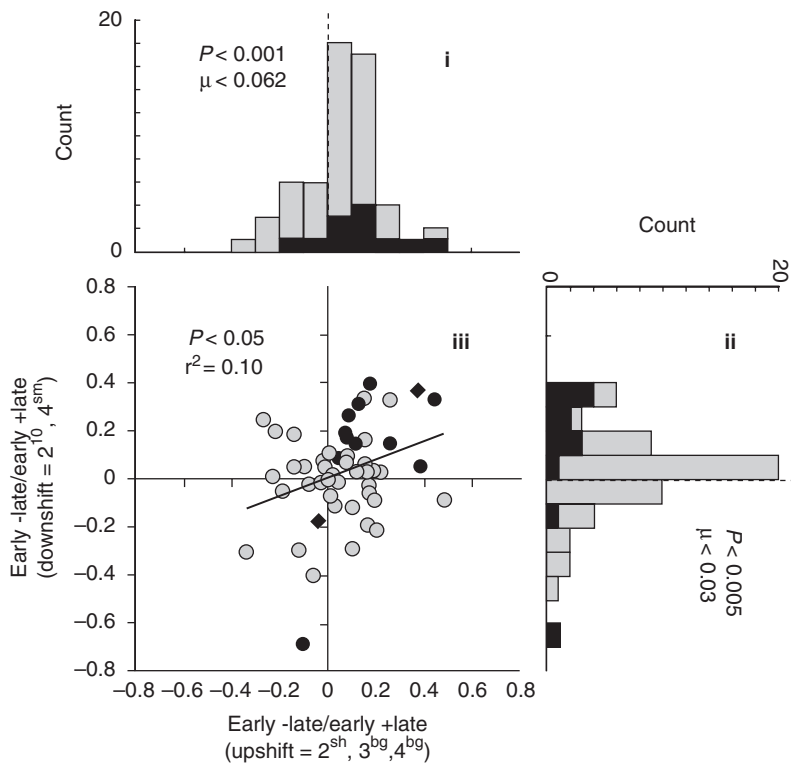 20
P < 0.001
μ < 0.062
i
Count
0
Count
0 20
0.8
0.6
0.4
0.2
0
–0.2
–0.4
–0.6
–0.8
P < 0.05
r² = 0.10
iii
ii
P < 0.005
μ < 0.03
Early -late/early +late
(downshift = 2¹⁰, 4ˢᵐ)
–0.8 –0.6 –0.4 –0.2 0 0.2 0.4 0.6 0.8
Early -late/early +late
(upshift = 2ˢʰ, 3ᵇᵍ,4ᵇᵍ)